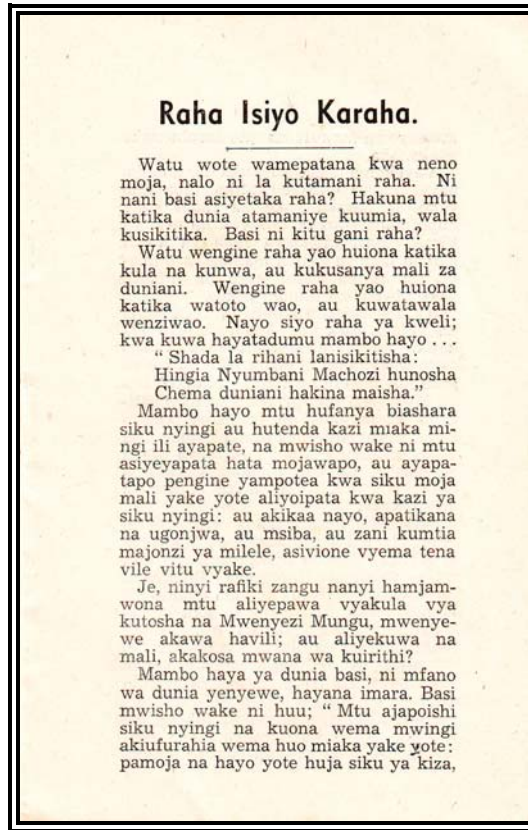 Raha Isiyo Karaha.
Watu wote wamepatana kwa neno
moja, nalo ni la kutamani raha. Ni
nani basi asiyetaka raha? Hakuna mtu
katika dunia atamaniye kuumia, wala
kusikitika. Basi ni kitu gani raha?
Watu wengine raha yao huiona katika
kula na kunwa, au kukusanya mali za
duniani. Wengine raha yao huiona
katika watoto wao, au kuwatawala
wenziwao. Nayo siyo raha ya kweli;
kwa kuwa hayatadumu mambo hayo . . .
“ Shada la rihani lanisikitisha:
Hingia Nyumbani Machozi hunosha
Chema duniani hakina maisha.”
Mambo hayo mtu hufanya biashara
siku nyingi au hutenda kazi miaka mi-
ngi ili ayapate, na mwisho wake ni mtu
asiyeyapata hata mojawapo, au ayapa-
tapo pengine yampotea kwa siku moja
mali yake yote aliyoipata kwa kazi ya
siku nyingi: au akikaa nayo, apatikana
na ugonjwa, au msiba, au zani kumtia
majonzi ya milele, asivione vyema tena
vile vitu vyake.
Je, ninyi rafiki zangu nanyi hamjam-
wona mtu aliyepawa vyakula vya
kutosha na Mwenyezi Mungu, mwenye-
we akawa havili; au aliyekuwa na
mali, akakosa mwana wa kuirithi?
Mambo haya ya dunia basi, ni mfano
wa dunia yenyewe, hayana imara. Basi
mwisho wake ni huu; “ Mtu ajapoishi
siku nyingi na kuona wema mwingi
akiufurahia wema huo miaka yake yote:
pamoja na hayo yote huja siku ya kiza,